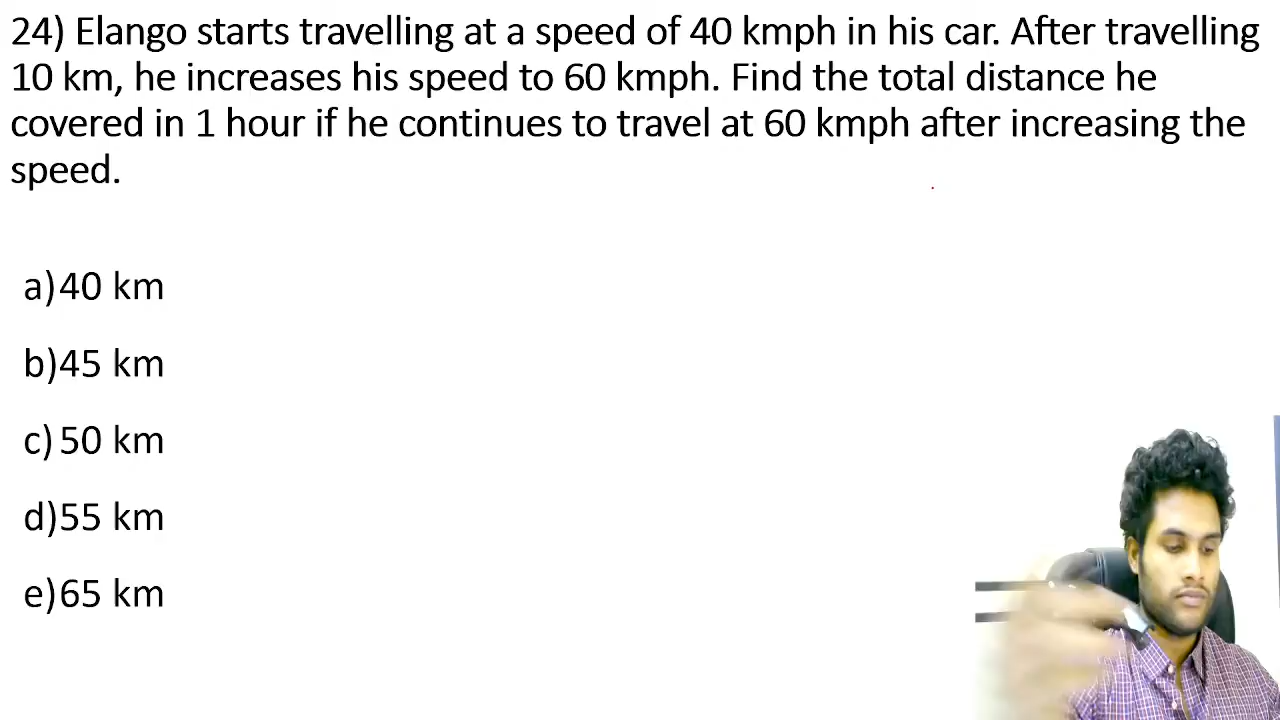 24) Elango starts travelling at a speed of 40 kmph in his car. After travelling
10 km, he increases his speed to 60 kmph. Find the total distance he
covered in 1 hour if he continues to travel at 60 kmph after increasing the
speed.
a)40 km
b)45 km
c)50 km
d)55 km
e)65 km